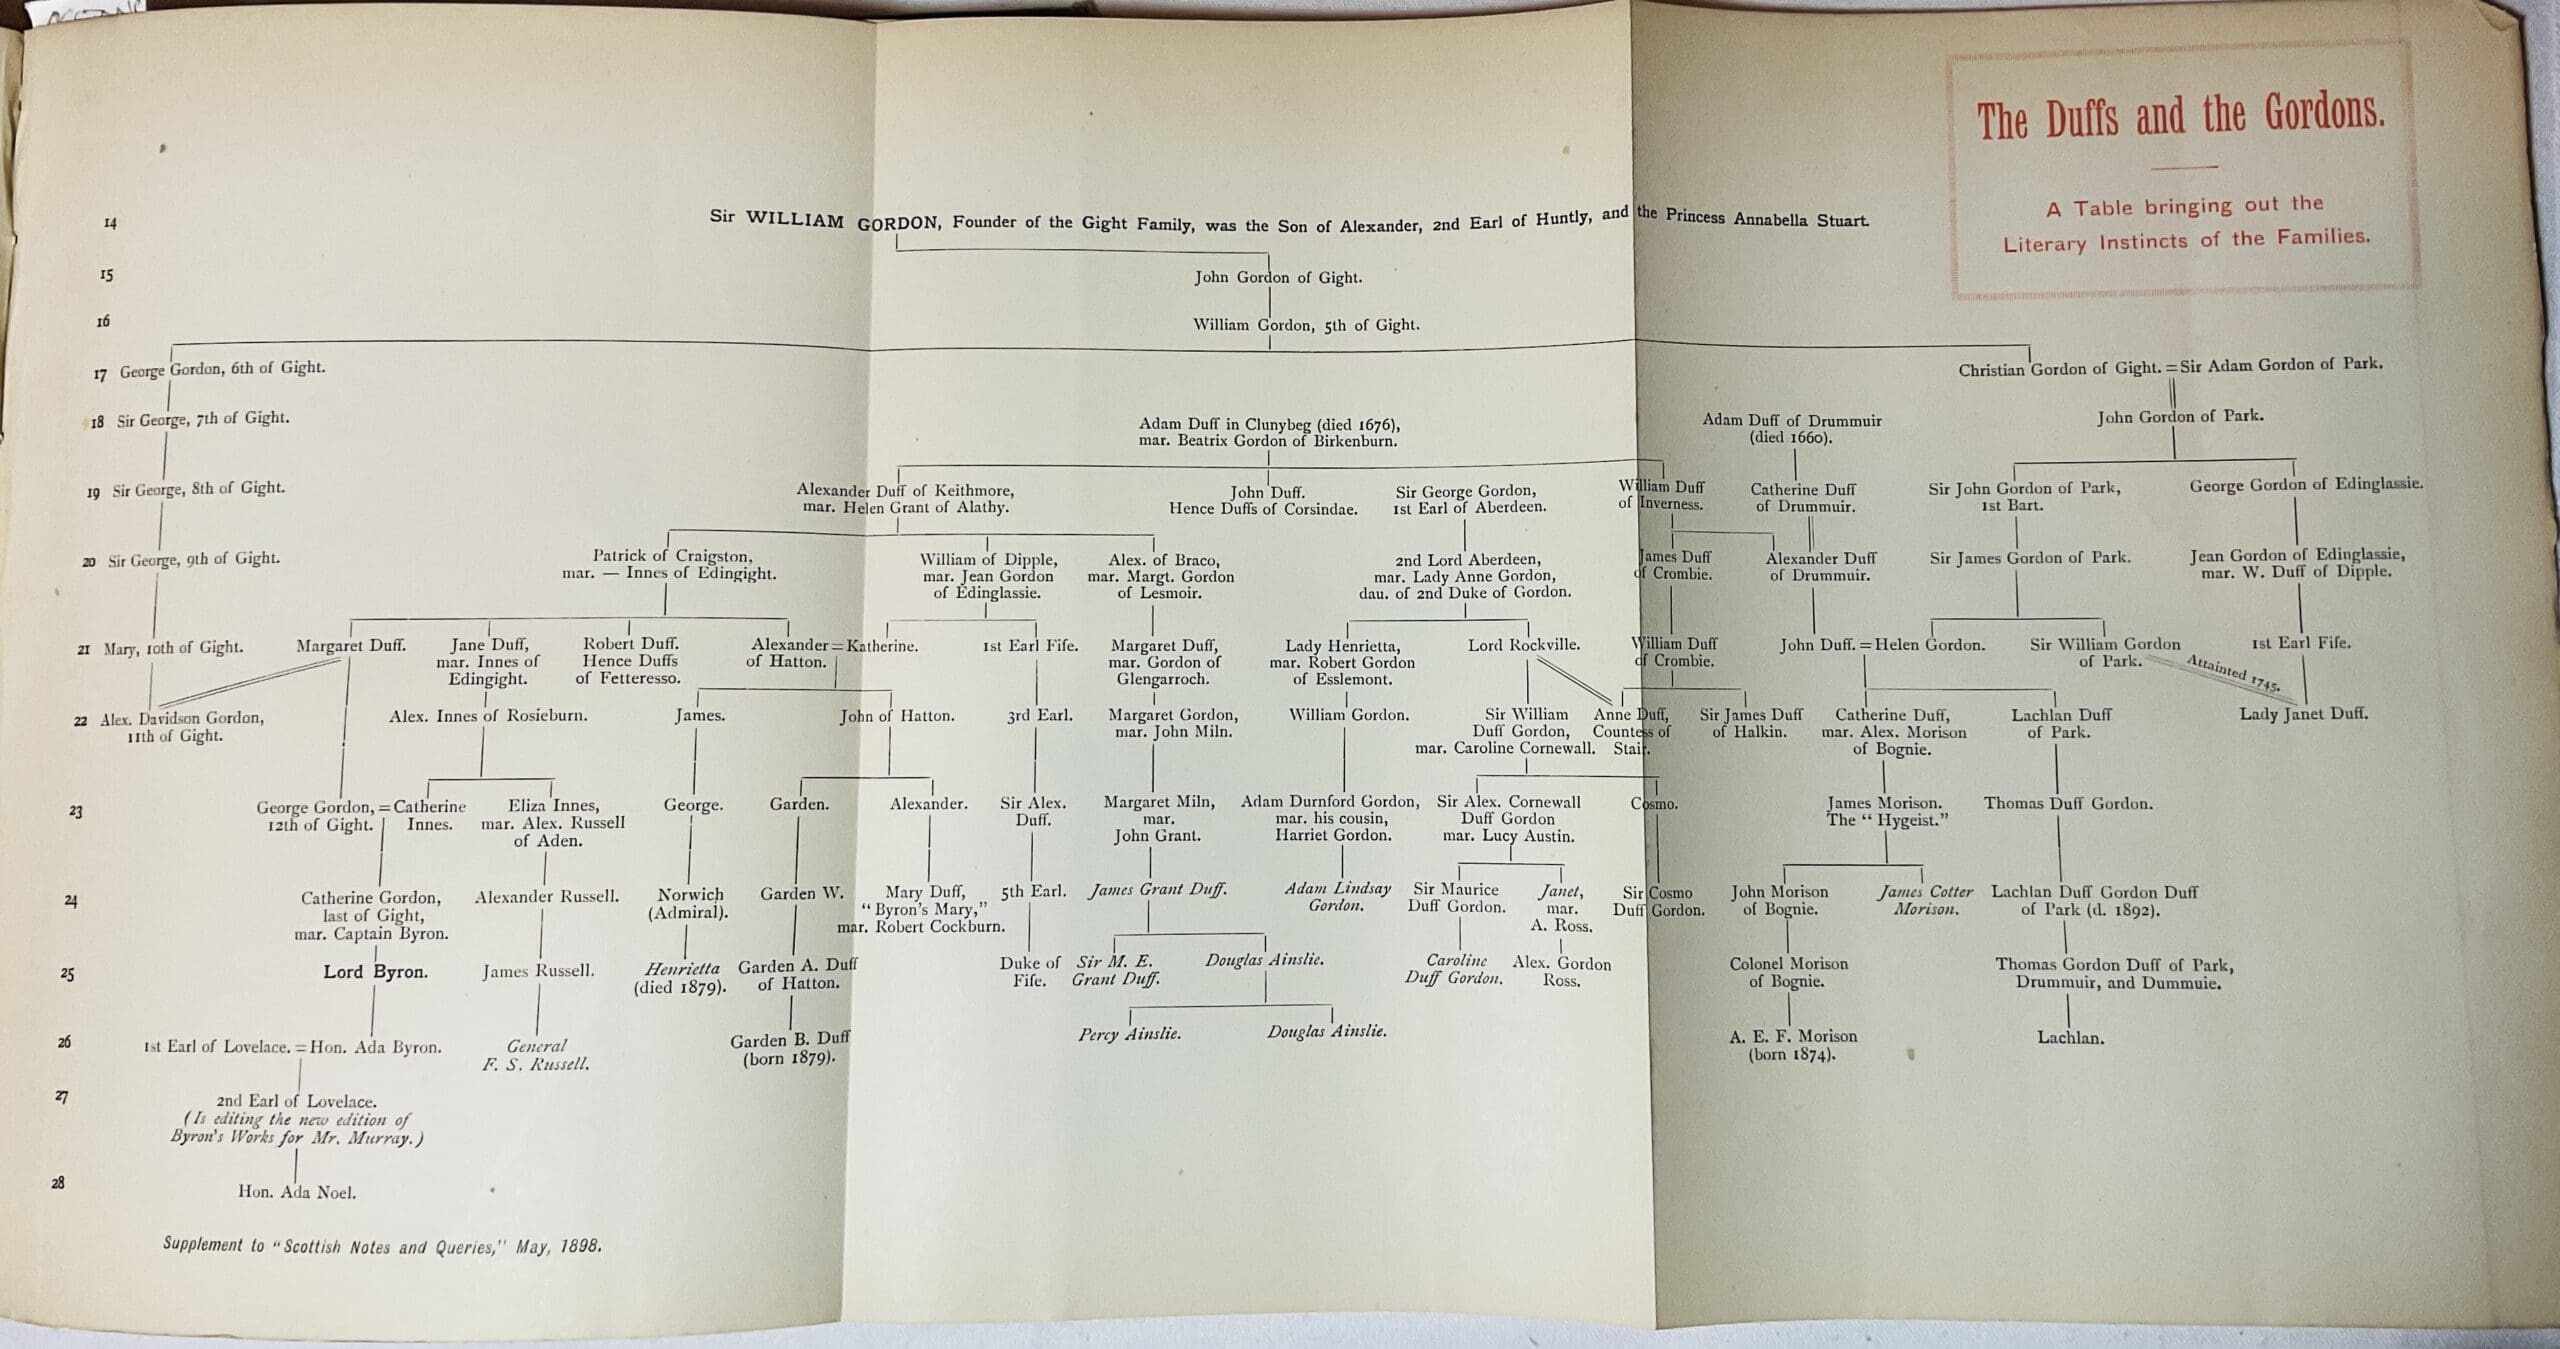 The Duffs and the Gordons.
A Table bringing out the
Literary Instincts of the Families.
14
Sir WILLIAM GORDON, Founder of the Gight Family, was the Son of Alexander, 2nd Earl of Huntly, and the Princess Annabella Stuart.
15
John Gordon of Gight.
16
William Gordon, 5th of Gight.
17 George Gordon, 6th of Gight.
Christian Gordon of Gight. = Sir Adam Gordon of Park.
18 Sir George, 7th of Gight.
Adam Duff in Clunybeg (died 1676),
mar. Beatrix Gordon of Birkenburn.
Adam Duff of Drummuir
(died 1660).
John Gordon of Park.
19 Sir George, 8th of Gight.
Alexander Duff of Keithmore,
mar. Helen Grant of Alathy.
John Duff.
Hence Duffs of Corsindae.
Sir George Gordon,
1st Earl of Aberdeen.
William Duff
of Inverness.
Catherine Duff
of Drummuir.
Sir John Gordon of Park,
1st Bart.
George Gordon of Edinglassie.
20 Sir George, 9th of Gight.
Patrick of Craigston,
mar. — Innes of Edingight.
William of Dipple,
mar. Jean Gordon
of Edinglassie.
Alex. of Braco,
mar. Margt. Gordon
of Lesmoir.
2nd Lord Aberdeen,
mar. Lady Anne Gordon,
dau. of 2nd Duke of Gordon.
James Duff
of Crombie.
Alexander Duff
of Drummuir.
Sir James Gordon of Park.
Jean Gordon of Edinglassie,
mar. W. Duff of Dipple.
21 Mary, 10th of Gight.
Margaret Duff.
Jane Duff,
mar. Innes of
Edingight.
Robert Duff.
Hence Duffs
of Fetteresso.
Alexander = Katherine.
of Hatton.
1st Earl Fife.
Margaret Duff,
mar. Gordon of
Glengarroch.
Lady Henrietta,
mar. Robert Gordon
of Esslemont.
Lord Rockville.
William Duff
of Crombie.
John Duff. = Helen Gordon.
Sir William Gordon
of Park.
Attainted 1745.
1st Earl Fife.
22 Alex. Davidson Gordon,
11th of Gight.
Alex. Innes of Rosieburn.
James.
John of Hatton.
3rd Earl.
Margaret Gordon,
mar. John Miln.
William Gordon.
Sir William
Duff Gordon,
mar. Caroline Cornewall.
Anne Duff,
Countess of
Stair.
Sir James Duff
of Halkin.
Catherine Duff,
mar. Alex. Morison
of Bognie.
Lachlan Duff
of Park.
Lady Janet Duff.
23
George Gordon, = Catherine
12th of Gight. Innes.
Eliza Innes,
mar. Alex. Russell
of Aden.
George.
Garden.
Alexander.
Sir Alex.
Duff.
Margaret Miln,
mar.
John Grant.
Adam Durnford Gordon,
mar. his cousin,
Harriet Gordon.
Sir Alex. Cornewall
Duff Gordon
mar. Lucy Austin.
Cosmo.
James Morison.
The “Hygeist.”
Thomas Duff Gordon.
24
Catherine Gordon,
last of Gight,
mar. Captain Byron.
Alexander Russell.
Norwich
(Admiral).
Garden W.
Mary Duff,
“Byron's Mary,”
mar. Robert Cockburn.
5th Earl.
James Grant Duff.
Adam Lindsay
Gordon.
Sir Maurice
Duff Gordon.
Janet,
mar.
A. Ross.
Sir Cosmo
Duff Gordon.
John Morison
of Bognie.
James Cotter
Morison.
Lachlan Duff Gordon Duff
of Park (d. 1892).
25
Lord Byron.
James Russell.
Henrietta
(died 1879).
Garden A. Duff
of Hatton.
Duke of
Fife.
Sir M. E.
Grant Duff.
Douglas Ainslie.
Caroline
Duff Gordon.
Alex. Gordon
Ross.
Colonel Morison
of Bognie.
Thomas Gordon Duff of Park,
Drummuir, and Dummuie.
26
1st Earl of Lovelace. = Hon. Ada Byron.
General
F. S. Russell.
Garden B. Duff
(born 1879).
Percy Ainslie.
Douglas Ainslie.
A. E. F. Morison
(born 1874).
Lachlan.
27
2nd Earl of Lovelace.
(Is editing the new edition of
Byron's Works for Mr. Murray.)
28
Hon. Ada Noel.
Supplement to “Scottish Notes and Queries,” May, 1898.